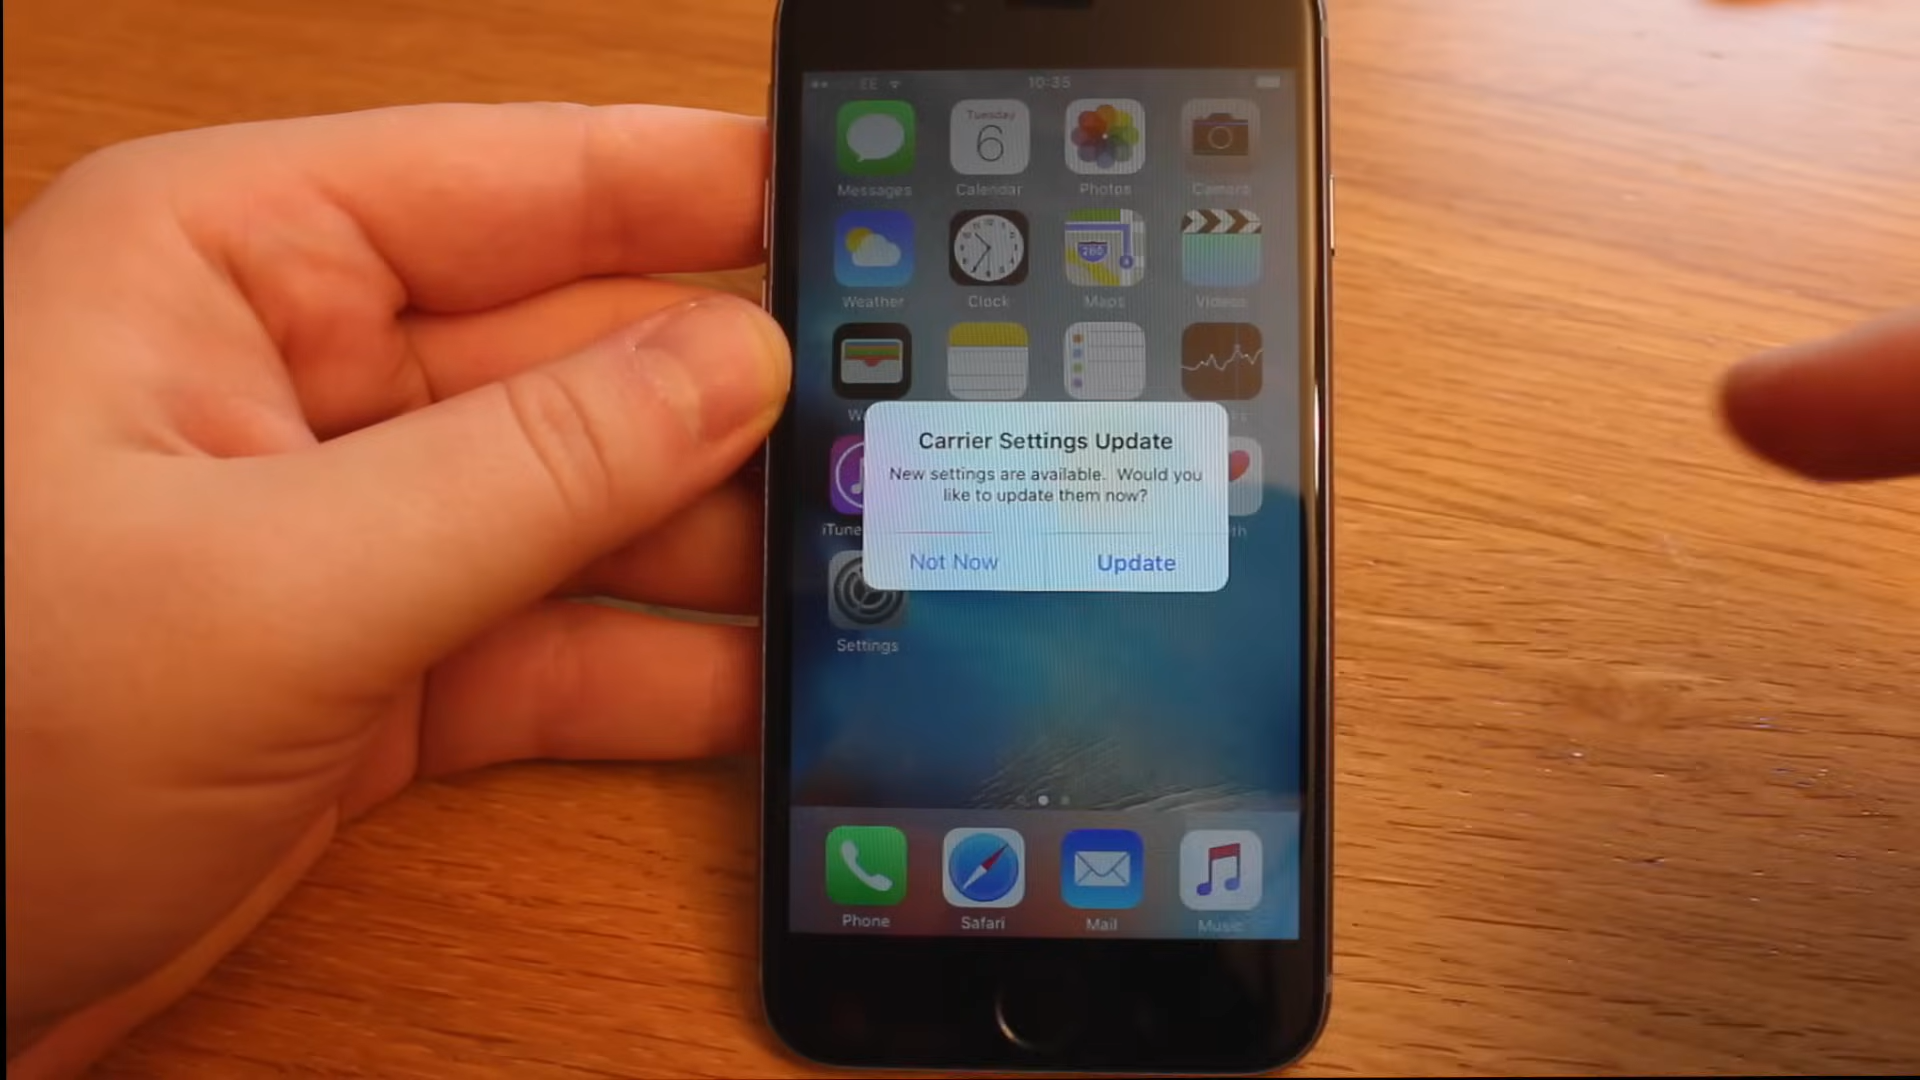 EE 10:35
Tuesday
6
Messages Calendar Photos Camera
280
Weather Clock Maps Videos
Carrier Settings Update
New settings are available. Would you
like to update them now?
Not Now Update
Settings
Phone Safari Mail Music